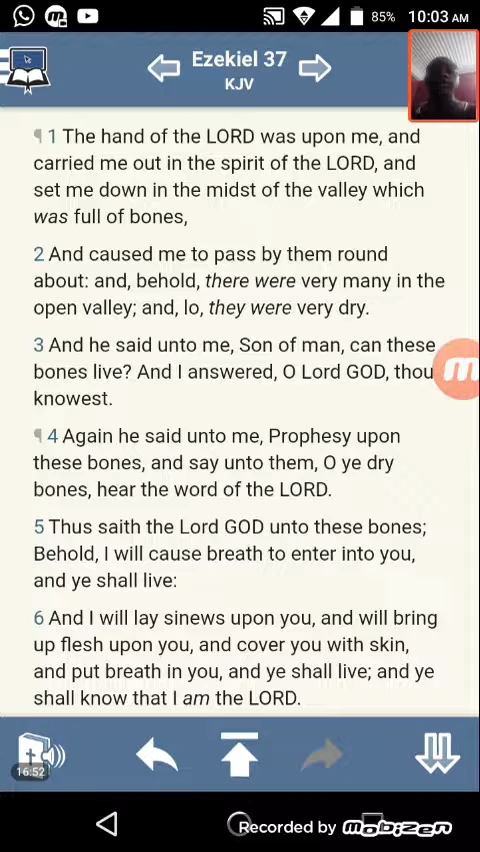 85% 10:03 AM
Ezekiel 37
KJV
¶ 1 The hand of the LORD was upon me, and
carried me out in the spirit of the LORD, and
set me down in the midst of the valley which
was full of bones,
2 And caused me to pass by them round
about: and, behold, there were very many in the
open valley; and, lo, they were very dry.
3 And he said unto me, Son of man, can these
bones live? And I answered, O Lord GOD, thou
knowest.
¶ 4 Again he said unto me, Prophesy upon
these bones, and say unto them, O ye dry
bones, hear the word of the LORD.
5 Thus saith the Lord GOD unto these bones;
Behold, I will cause breath to enter into you,
and ye shall live:
6 And I will lay sinews upon you, and will bring
up flesh upon you, and cover you with skin,
and put breath in you, and ye shall live; and ye
shall know that I am the LORD.
16:52
Recorded by mobizen